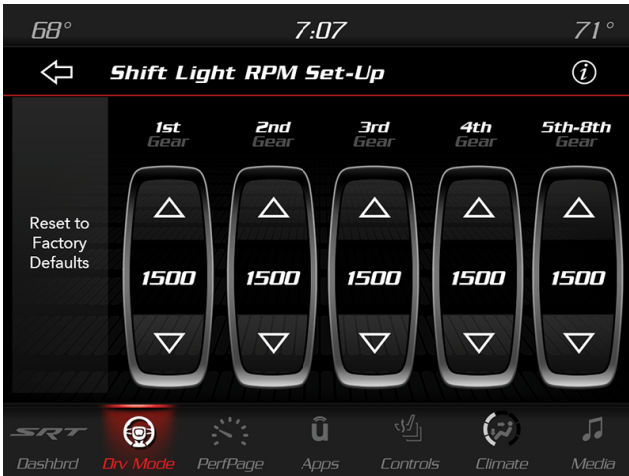 68° 7:07 71°
Shift Light RPM Set-Up i
1st 2nd 3rd 4th 5th-8th
Gear Gear Gear Gear Gear
Reset to
Factory
Defaults
1500 1500 1500 1500 1500
SRT û
Dashbrd Drv Mode PerfPage Apps Controls Climate Media